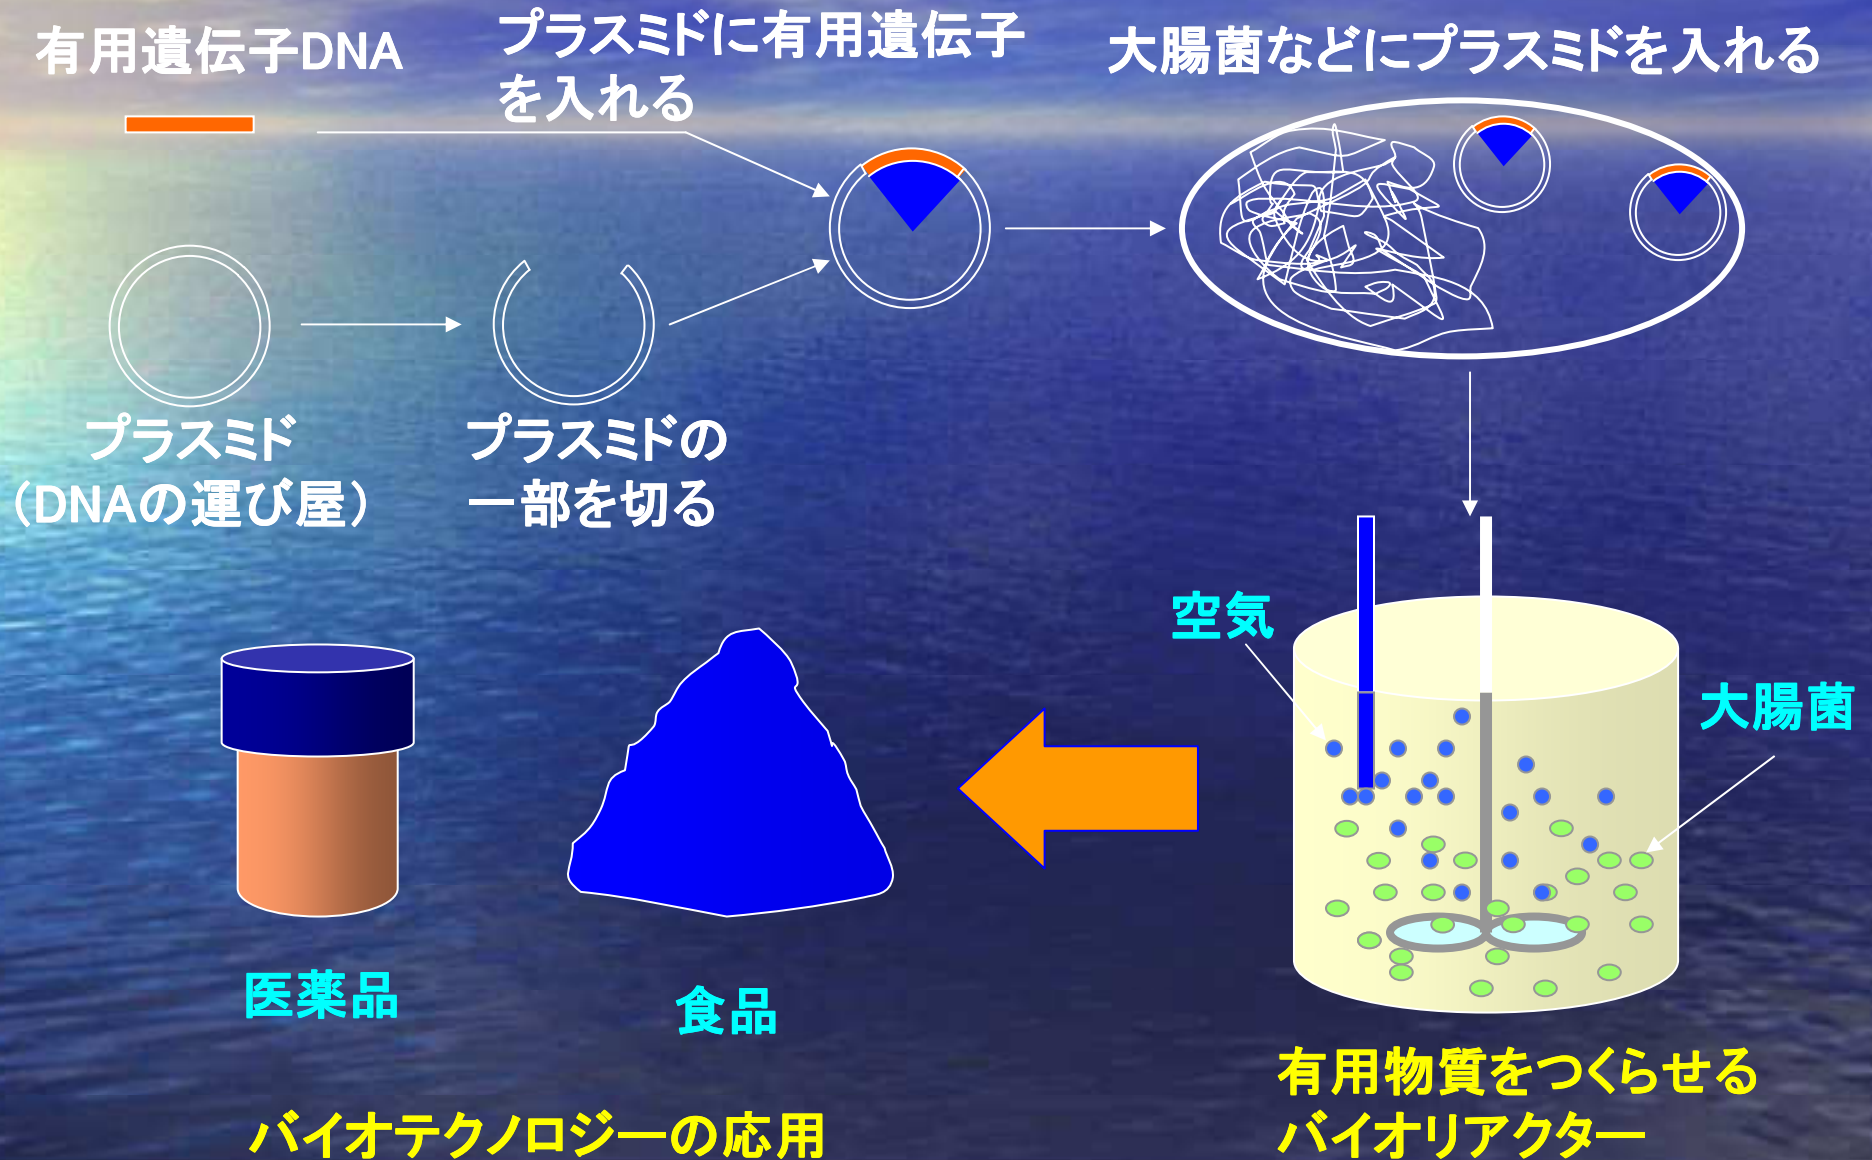 有用遺伝子DNA
プラスミドに有用遺伝子
を入れる
大腸菌などにプラスミドを入れる
プラスミド
(DNAの運び屋)
プラスミドの
一部を切る
空気
大腸菌
医薬品
食品
有用物質をつくらせる
バイオリアクター
バイオテクノロジーの応用